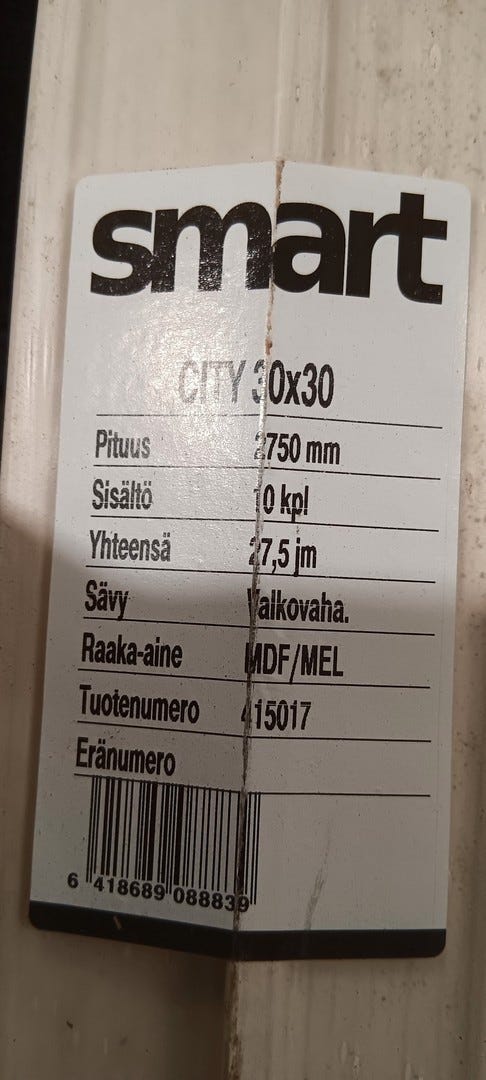 smart
CITY 30x30
Pituus 2750 mm
Sisältö 10 kpl
Yhteensä 27,5 jm
Sävy Valkovaha.
Raaka-aine MDF/MEL
Tuotenumero 415017
Eränumero
6 418689 088839